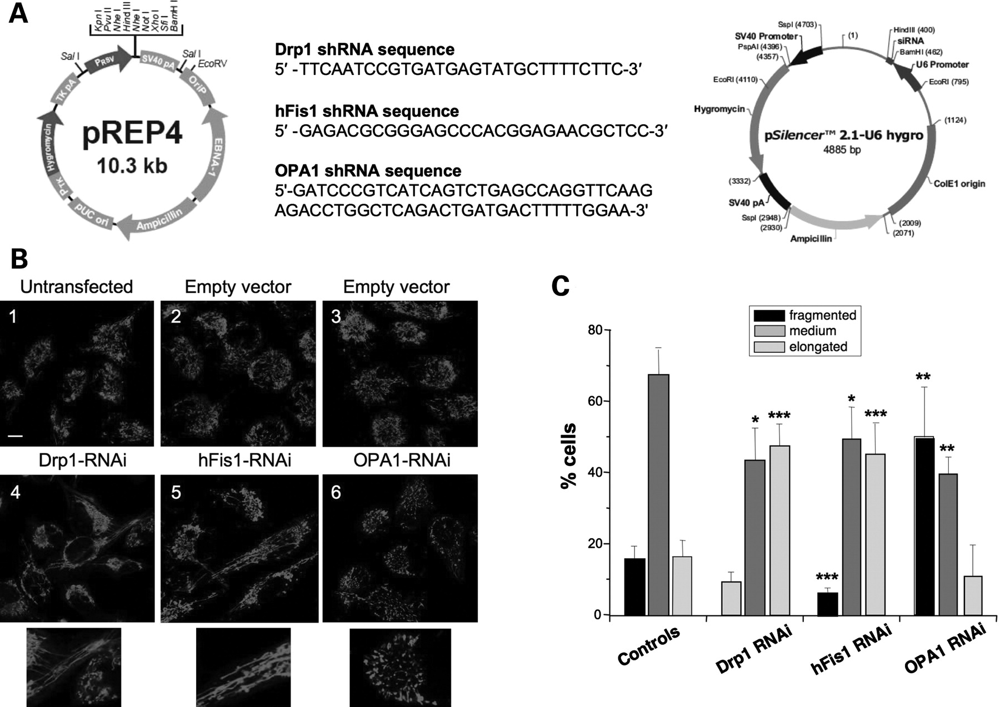 A
Kpn I
Pvu II
Nhe I
Hind III
Nhe I
Not I
Xho I
Sfi I
BamH I
Sal I
PRSV
SV40 pA
Sal I
EcoRV
OriP
TK pA
EBNA-1
Hygromycin
PTK
pUC ori
Ampicillin
pREP4
10.3 kb
Drp1 shRNA sequence
5′ -TTCAATCCGTGATGAGTATGCTTTTCTTC-3′
hFis1 shRNA sequence
5′ -GAGACGCGGGAGCCCACGGAGAACGCTCC-3′
OPA1 shRNA sequence
5'-GATCCCGTCATCAGTCTGAGCCAGGTTCAAG
AGACCTGGCTCAGACTGATGACTTTTTGGAA-3'
SspI (4703)
(1)
HindIII (400)
SV40 Promoter
siRNA
PspAI (4396)
BamHI (462)
(4357)
U6 Promoter
EcoRI (4110)
EcoRI (795)
Hygromycin
(1124)
pSilencer™ 2.1-U6 hygro
4885 bp
(3332)
ColE1 origin
SV40 pA
SspI (2948)
(2009)
(2930)
(2071)
Ampicillin
B
Untransfected
Empty vector
Empty vector
1
2
3
Drp1-RNAi
hFis1-RNAi
OPA1-RNAi
4
5
6
C
fragmented
medium
elongated
% cells
80
60
40
20
0
*
***
***
*
***
**
**
Controls
Drp1 RNAi
hFis1 RNAi
OPA1 RNAi